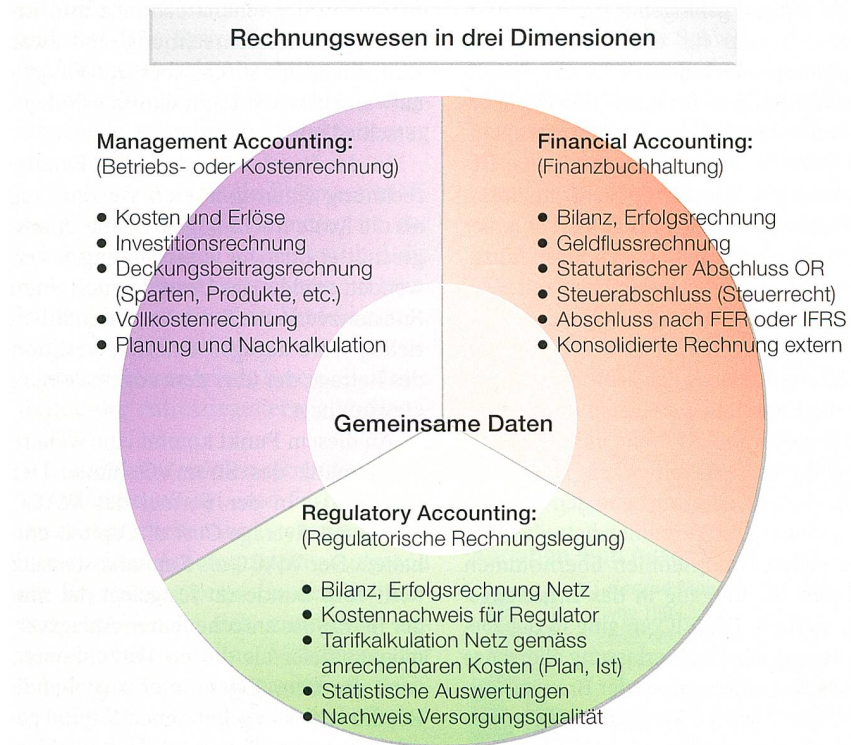 Rechnungswesen in drei Dimensionen
Management Accounting:
(Betriebs- oder Kostenrechnung)
• Kosten und Erlöse
• Investitionsrechnung
• Deckungsbeitragsrechnung
(Sparten, Produkte, etc.)
• Vollkostenrechnung
• Planung und Nachkalkulation
Financial Accounting:
(Finanzbuchhaltung)
• Bilanz, Erfolgsrechnung
• Geldflussrechnung
• Statutarischer Abschluss OR
• Steuerabschluss (Steuerrecht)
• Abschluss nach FER oder IFRS
• Konsolidierte Rechnung extern
Gemeinsame Daten
Regulatory Accounting:
(Regulatorische Rechnungslegung)
• Bilanz, Erfolgsrechnung Netz
• Kostennachweis für Regulator
• Tarifkalkulation Netz gemäss
anrechenbaren Kosten (Plan, Ist)
• Statistische Auswertungen
• Nachweis Versorgungsqualität